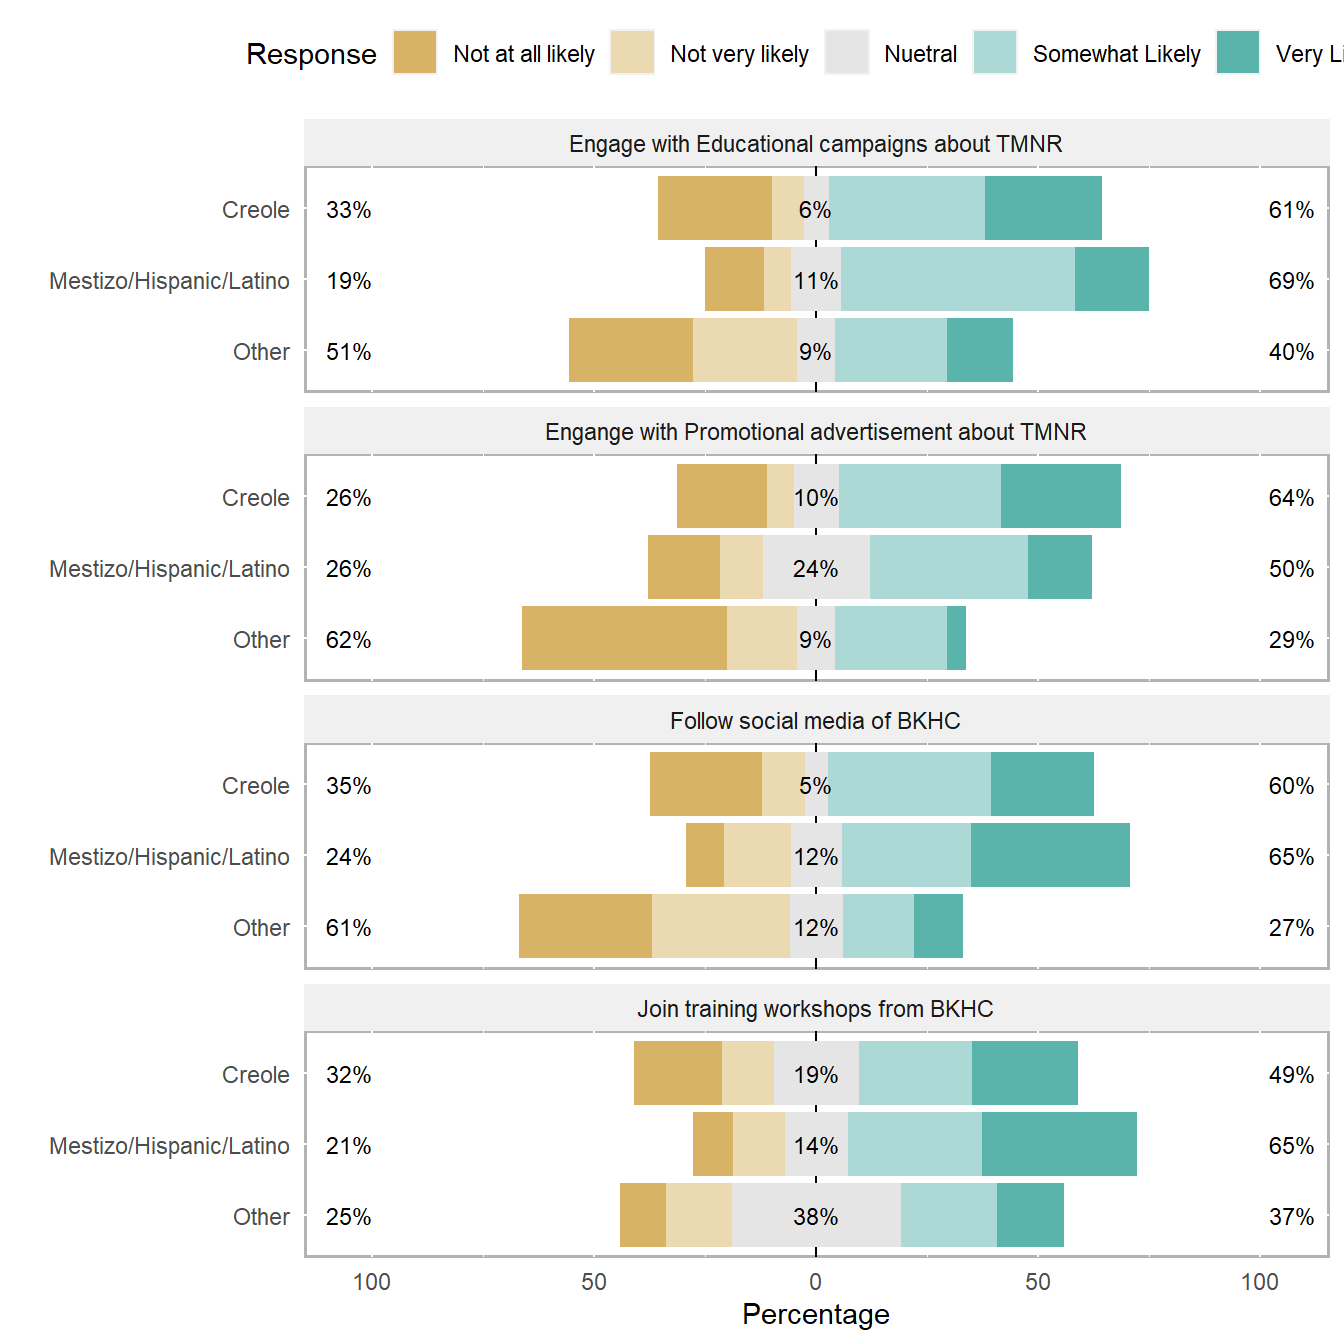 Response Not at all likely Not very likely Nuetral Somewhat Likely Very Li
Engage with Educational campaigns about TMNR
Creole 33% 6% 61%
Mestizo/Hispanic/Latino 19% 11% 69%
Other 51% 9% 40%
Engange with Promotional advertisement about TMNR
Creole 26% 10% 64%
Mestizo/Hispanic/Latino 26% 24% 50%
Other 62% 9% 29%
Follow social media of BKHC
Creole 35% 5% 60%
Mestizo/Hispanic/Latino 24% 12% 65%
Other 61% 12% 27%
Join training workshops from BKHC
Creole 32% 19% 49%
Mestizo/Hispanic/Latino 21% 14% 65%
Other 25% 38% 37%
100 50 0 50 100
Percentage